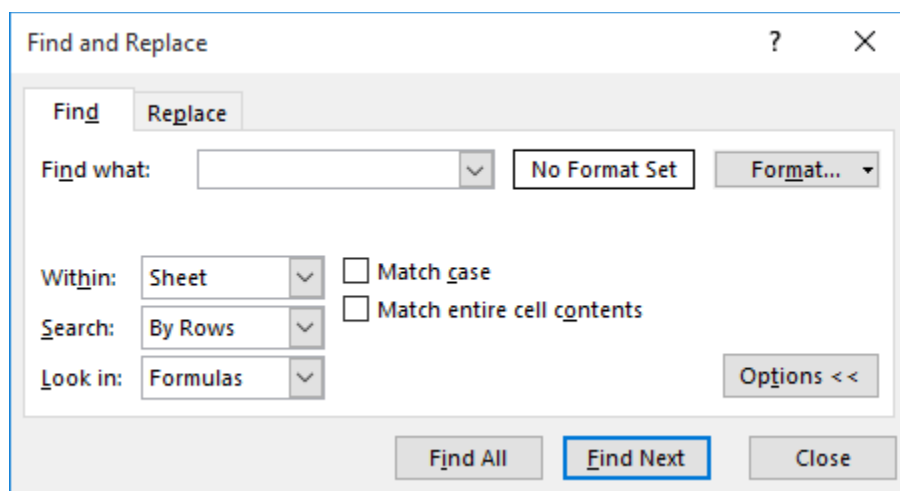 Find and Replace ?
Find Replace
Find what: No Format Set Format...
Within: Sheet Match case
Match entire cell contents
Search: By Rows
Look in: Formulas Options <<
Find All Find Next Close